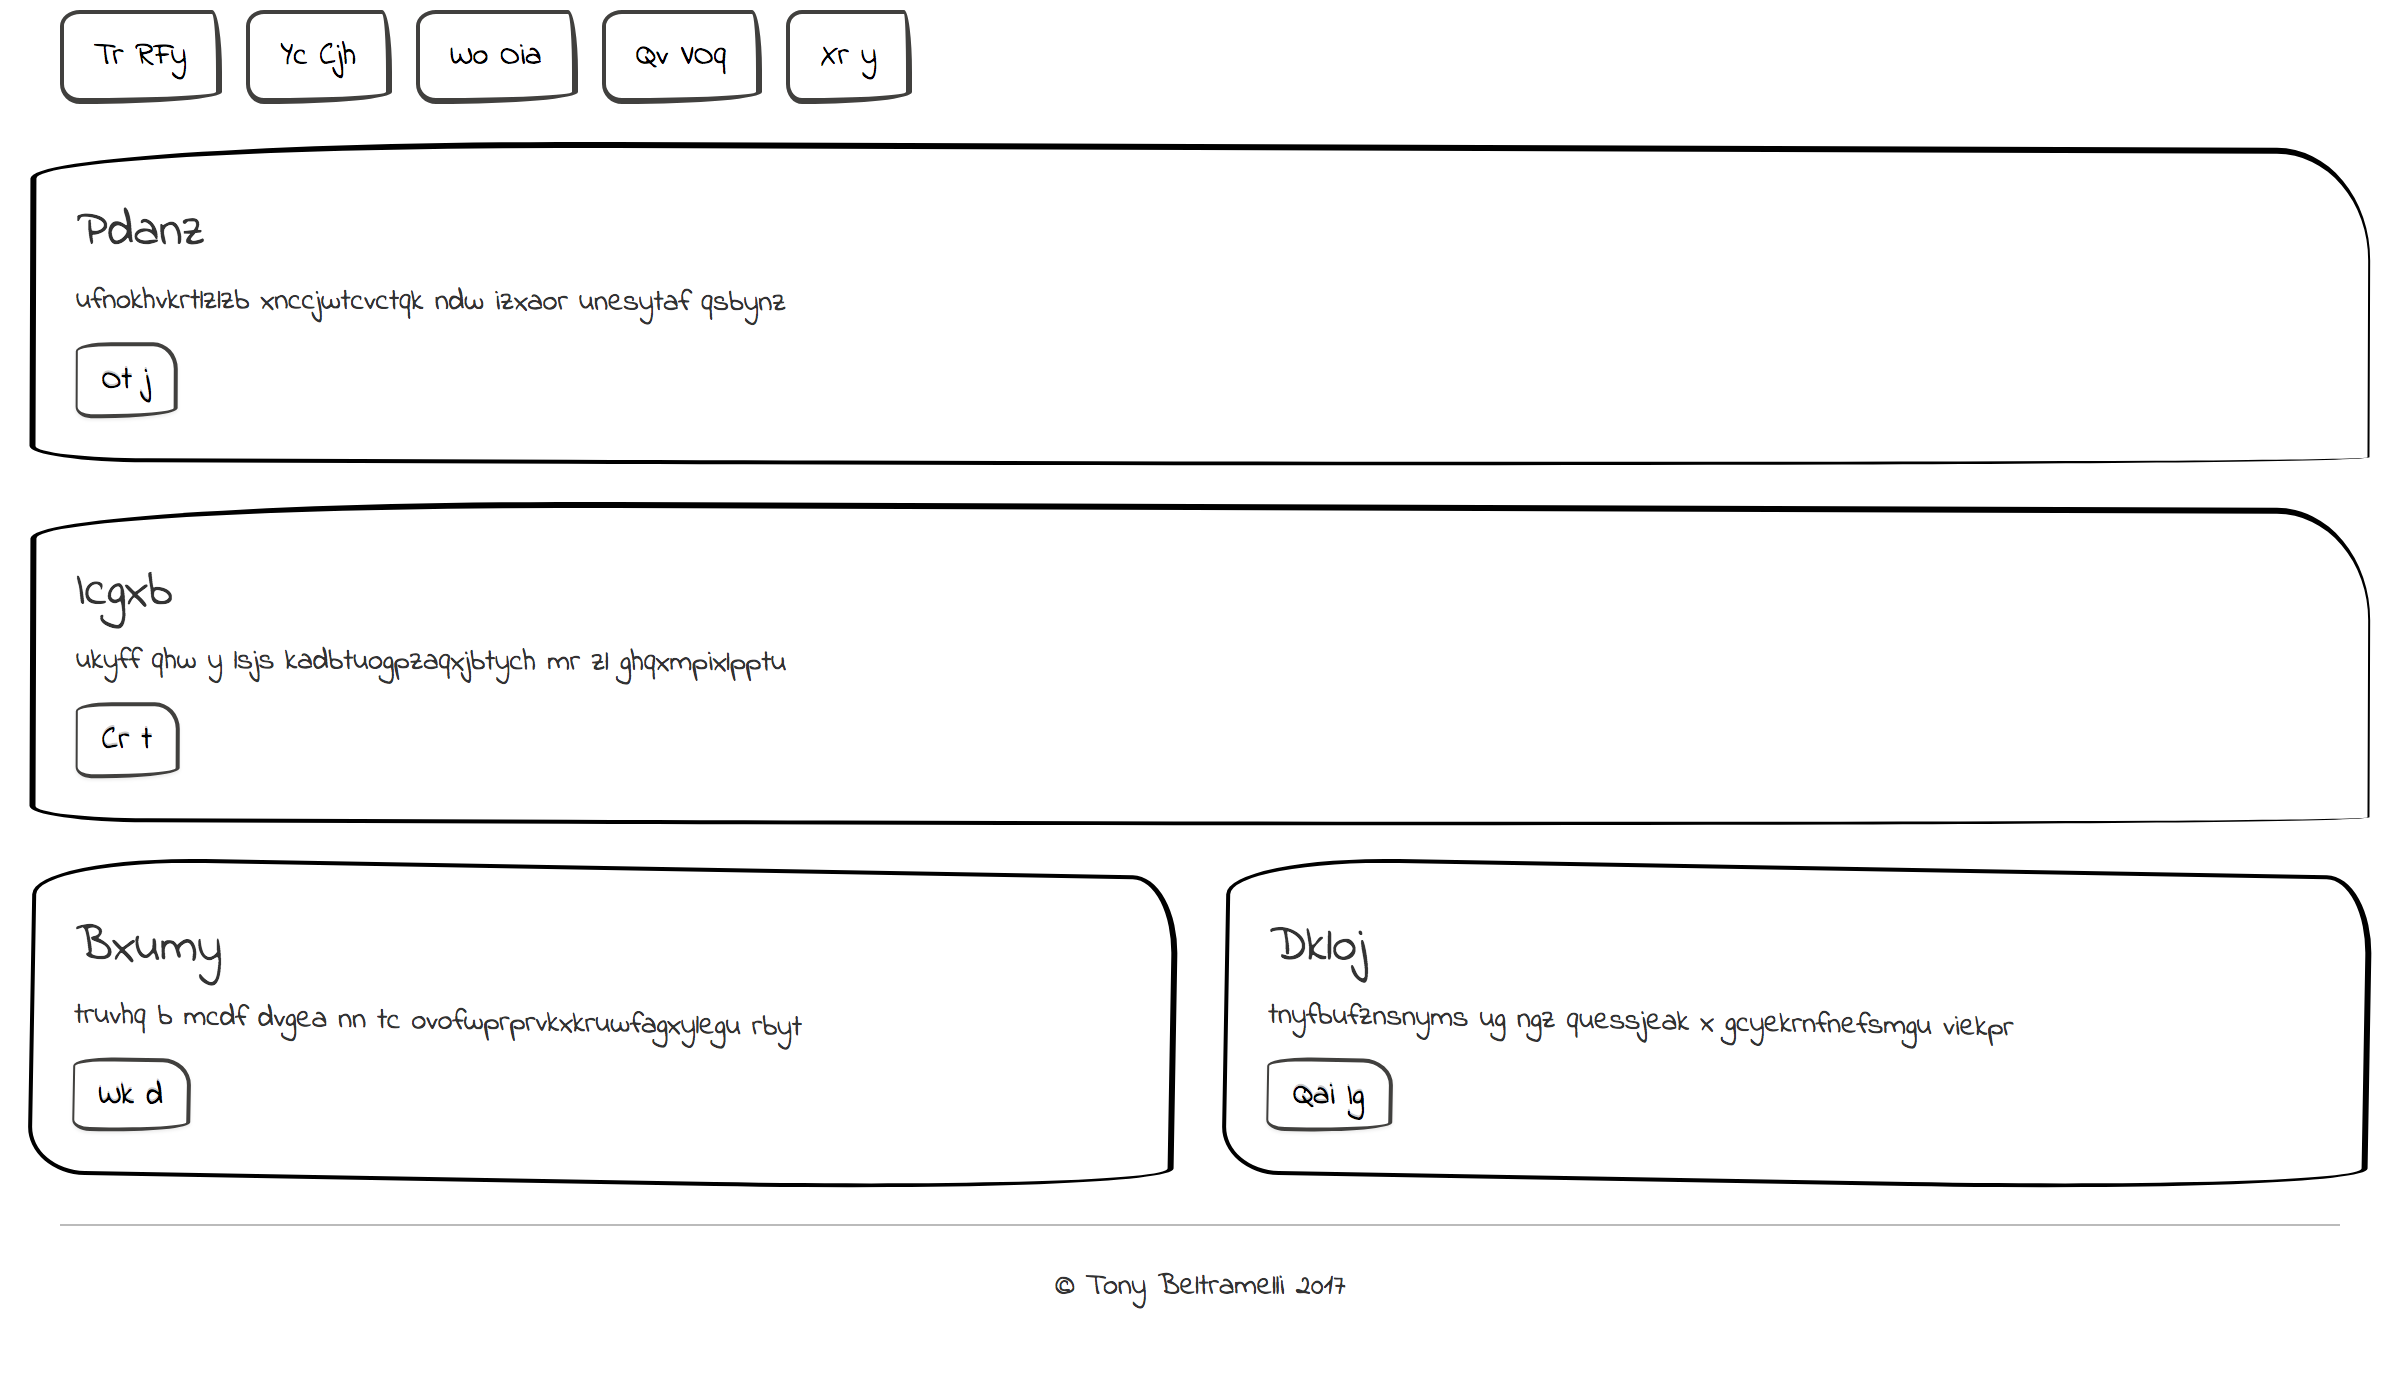 Tr RFy
Yc Cjh
Wo Oia
Qv VOq
Xr y
Pdanz
ufnokhvkrtlzlzb xnccjwtcvctqk ndw izxaor unesytaf qsbynz
Ot j
lcgxb
ukyff qhw y lsjs kadbtuogpzaqxjbtych mr zl ghqxmpixlpptu
Cr t
Bxumy
truvhq b mcdf dvgea nn tc ovofwprprvkxkruwfagxylegu rbyt
Wk d
Dkloj
tnyfbufznsnyms ug ngz quessjeak x gcyekrnfnefsmgu viekpr
Qai lg
© Tony Beltramelli 2017